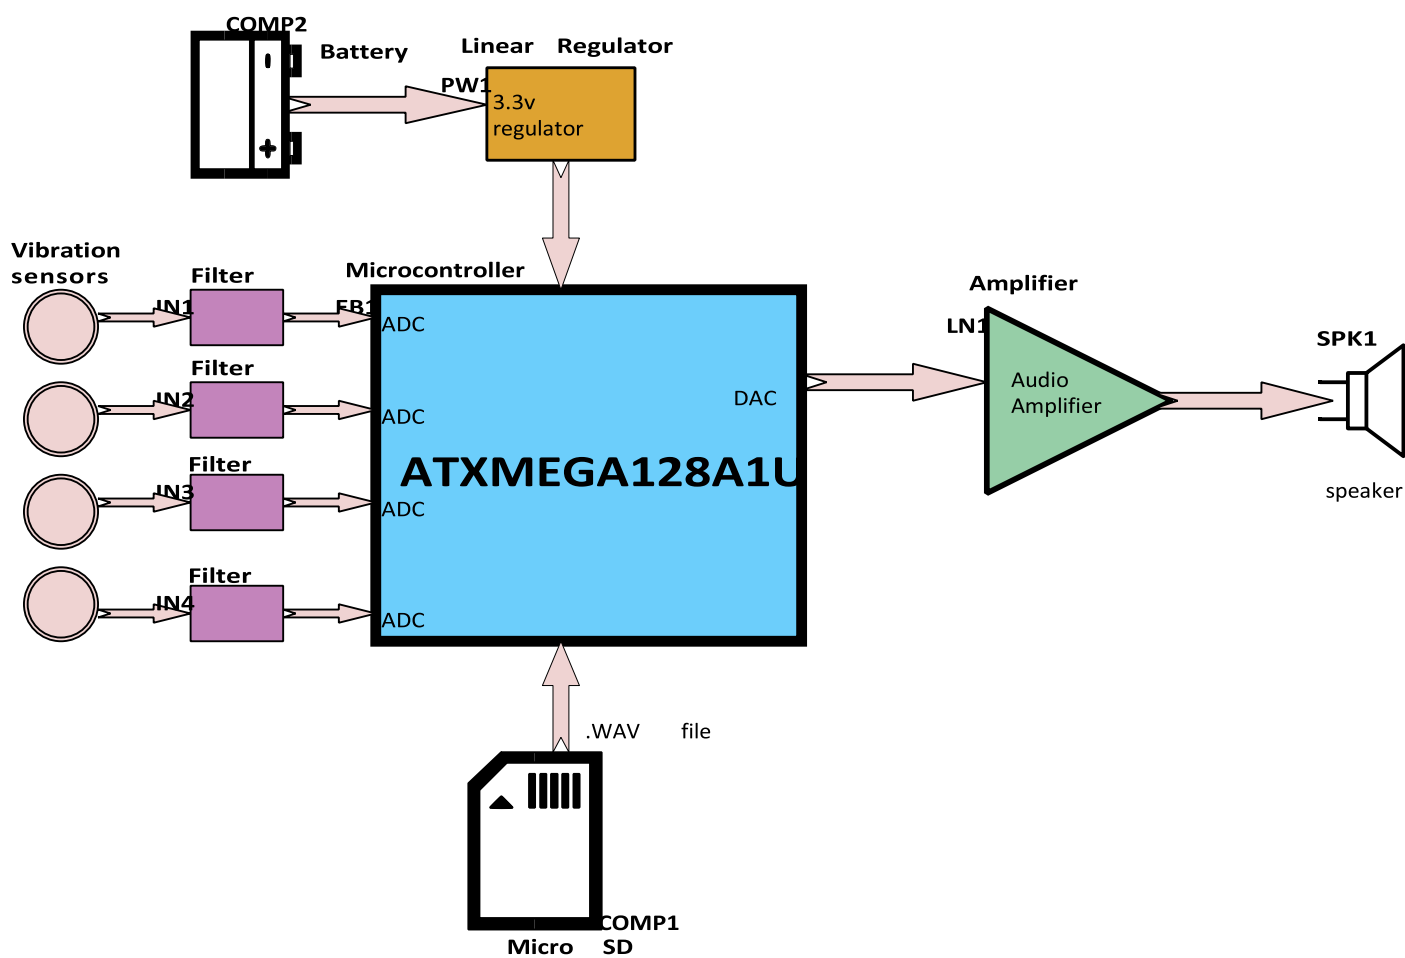 COMP2
Battery
Linear Regulator
PW1
3.3v
regulator
-
+
Vibration
sensors
Filter
IN1
FB1
Microcontroller
ADC
Filter
IN2
ADC
Filter
IN3
ADC
Filter
IN4
ADC
ATXMEGA128A1U
DAC
Amplifier
LN1
Audio
Amplifier
SPK1
speaker
.WAV file
COMP1
Micro SD